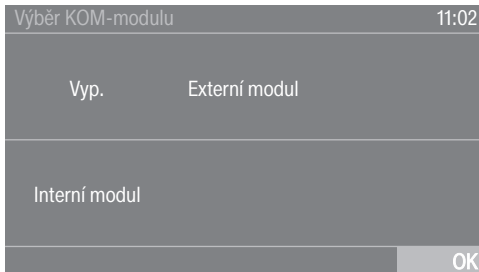 Výběr KOM-modulu 11:02
Vyp. Externí modul
Interní modul
OK